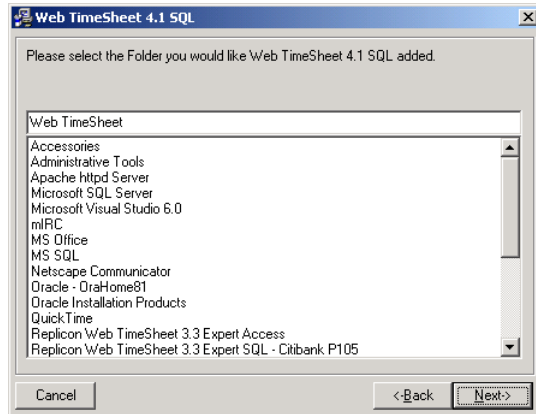 Web TimeSheet 4.1 SQL
Please select the Folder you would like Web TimeSheet 4.1 SQL added.
Web TimeSheet
Accessories
Administrative Tools
Apache httpd Server
Microsoft SQL Server
Microsoft Visual Studio 6.0
mIRC
MS Office
MS SQL
Netscape Communicator
Oracle - OraHome81
Oracle Installation Products
QuickTime
Replicon Web TimeSheet 3.3 Expert Access
Replicon Web TimeSheet 3.3 Expert SQL - Citibank P105
Cancel <-Back Next->